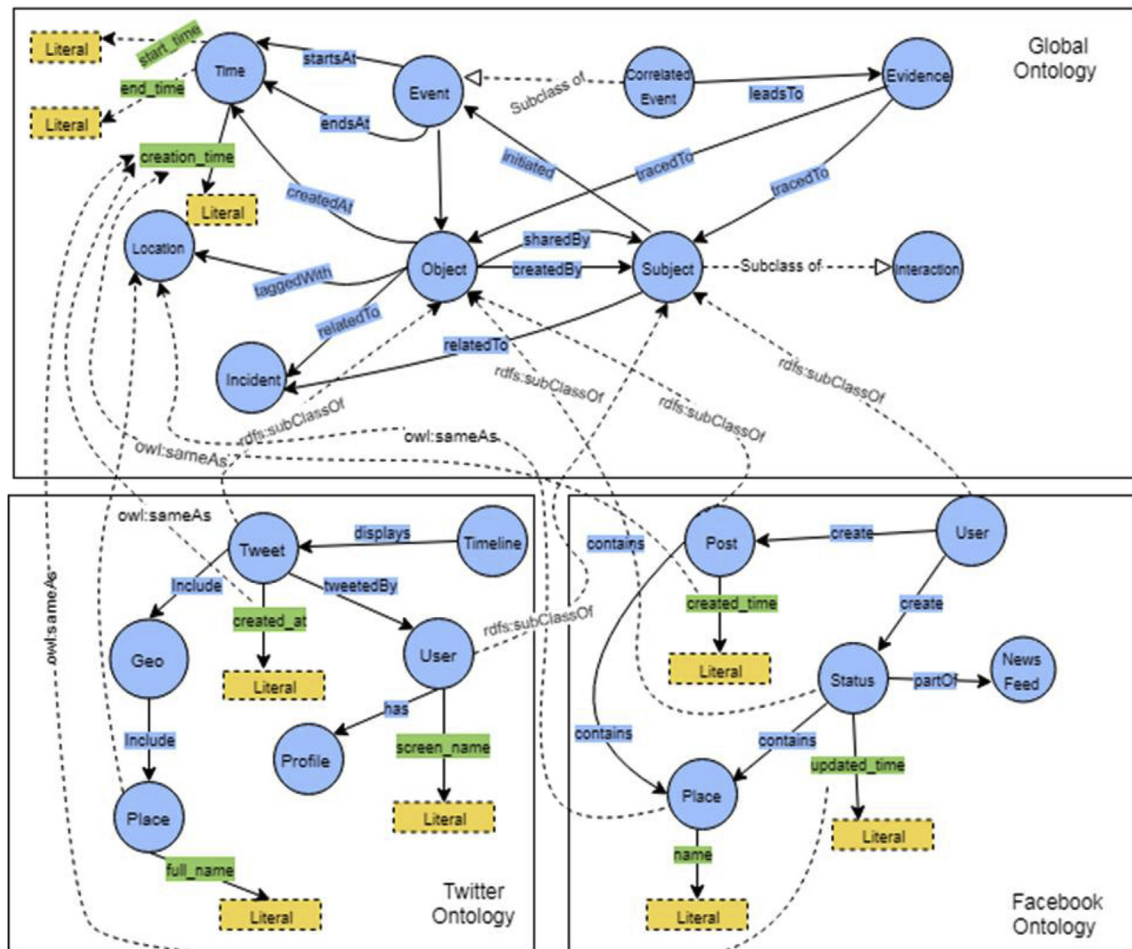 Global
Ontology
Literal
start_time
Time
startsAt
Event
Subclass of
Correlated
Event
leadsTo
Evidence
end_time
Literal
endsAt
creation_time
initiated
tracedTo
tracedTo
createdAt
Literal
Location
Object
sharedBy
createdBy
Subject
Subclass of
Interaction
taggedWith
relatedTo
relatedTo
Incident
rdfs:subClassOf
rdfs:subClassOf
rdfs:subClassOf
rdfs:subClassOf
owl:sameAs
owl:sameAs
owl:sameAs
owl:sameAs
Tweet
displays
Timeline
Include
tweetedBy
created_at
Geo
User
rdfs:subClassOf
Literal
Include
has
Profile
screen_name
Place
Literal
full_name
Literal
Twitter
Ontology
contains
Post
create
User
created_time
create
Literal
Status
partOf
News
Feed
contains
contains
updated_time
Place
Literal
name
Literal
Facebook
Ontology